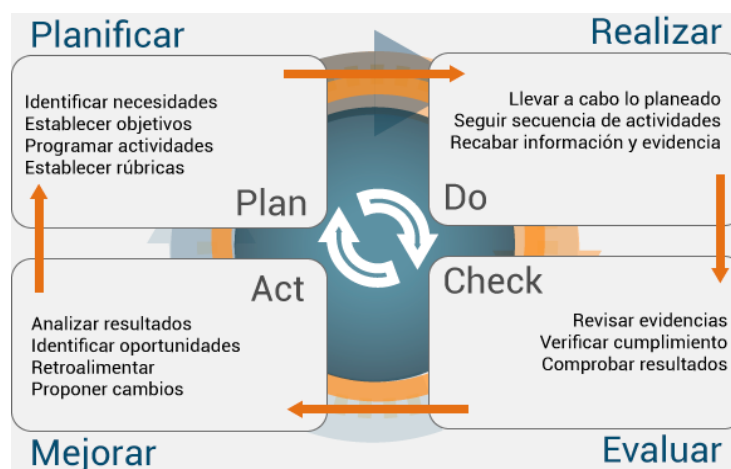 Planificar
Identificar necesidades
Establecer objetivos
Programar actividades
Establecer rúbricas
Plan
Realizar
Llevar a cabo lo planeado
Seguir secuencia de actividades
Recabar información y evidencia
Do
Check
Revisar evidencias
Verificar cumplimiento
Comprobar resultados
Evaluar
Act
Analizar resultados
Identificar oportunidades
Retroalimentar
Proponer cambios
Mejorar